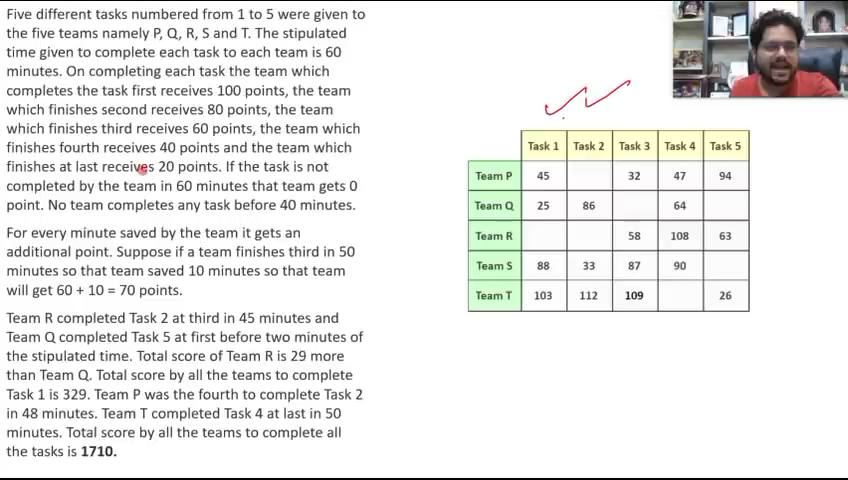 Five different tasks numbered from 1 to 5 were given to
the five teams namely P, Q, R, S and T. The stipulated
time given to complete each task to each team is 60
minutes. On completing each task the team which
completes the task first receives 100 points, the team
which finishes second receives 80 points, the team
which finishes third receives 60 points, the team which
finishes fourth receives 40 points and the team which
finishes at last receives 20 points. If the task is not
completed by the team in 60 minutes that team gets 0
point. No team completes any task before 40 minutes.
For every minute saved by the team it gets an
additional point. Suppose if a team finishes third in 50
minutes so that team saved 10 minutes so that team
will get 60 + 10 = 70 points.
Team R completed Task 2 at third in 45 minutes and
Team Q completed Task 5 at first before two minutes of
the stipulated time. Total score of Team R is 29 more
than Team Q. Total score by all the teams to complete
Task 1 is 329. Team P was the fourth to complete Task 2
in 48 minutes. Team T completed Task 4 at last in 50
minutes. Total score by all the teams to complete all
the tasks is 1710.
Task 1 Task 2 Task 3 Task 4 Task 5
Team P 45 32 47 94
Team Q 25 86 64
Team R 58 108 63
Team S 88 33 87 90
Team T 103 112 109 26